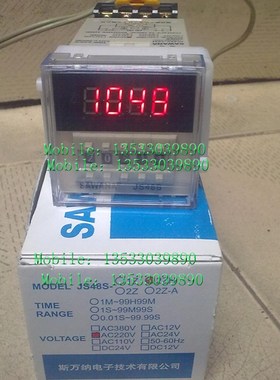 1048
Mobile: 13533039890
Mobile: 13533039890
JS48S
Mobile: 13533039890
MODEL JS48S-
2Z
2Z-A
Mobile: 13533039890
TIME RANGE
1M~99H99M
1S~99M99S
0.01S~99.99S
VOLTAGE
AC380V
AC12V
AC220V
AC24V
AC110V
50-60Hz
DC24V
DC12V
斯万纳电子技术有限公司